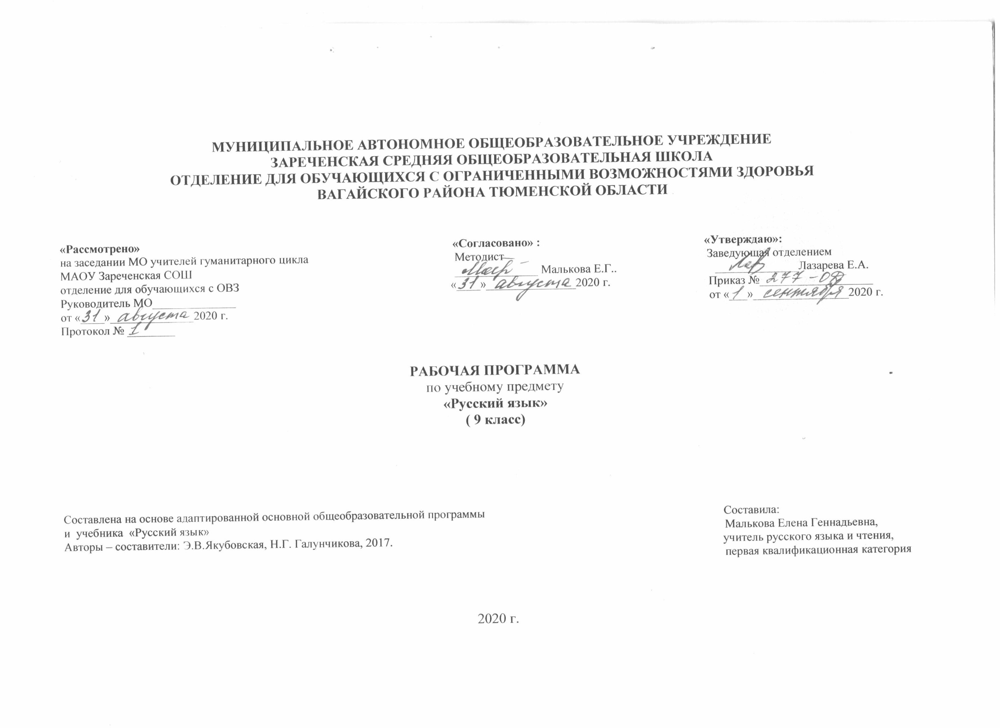 МУНИЦИПАЛЬНОЕ АВТОНОМНОЕ ОБЩЕОБРАЗОВАТЕЛЬНОЕ УЧРЕЖДЕНИЕ
ЗАРЕЧЕНСКАЯ СРЕДНЯЯ ОБЩЕОБРАЗОВАТЕЛЬНАЯ ШКОЛА
ОТДЕЛЕНИЕ ДЛЯ ОБУЧАЮЩИХСЯ С ОГРАНИЧЕННЫМИ ВОЗМОЖНОСТЯМИ ЗДОРОВЬЯ
ВАГАЙСКОГО РАЙОНА ТЮМЕНСКОЙ ОБЛАСТИ
«Рассмотрено»
на заседании МО учителей гуманитарного цикла
МАОУ Зареченская СОШ
отделение для обучающихся с ОВЗ
Руководитель МО
от «31» августа 2020 г.
Протокол № 1
«Согласовано» :
Методист
Малькова Е.Г..
«31» августа 2020 г.
«Утверждаю»:
Заведующая отделением
Лазарева Е.А.
Приказ № 277-ОД
от «1» сентября 2020 г.
РАБОЧАЯ ПРОГРАММА
по учебному предмету
«Русский язык»
( 9 класс)
Составлена на основе адаптированной основной общеобразовательной программы
и учебника «Русский язык»
Авторы – составители: Э.В.Якубовская, Н.Г. Галунчикова, 2017.
Составила:
Малькова Елена Геннадьевна,
учитель русского языка и чтения,
первая квалификационная категория
2020 г.